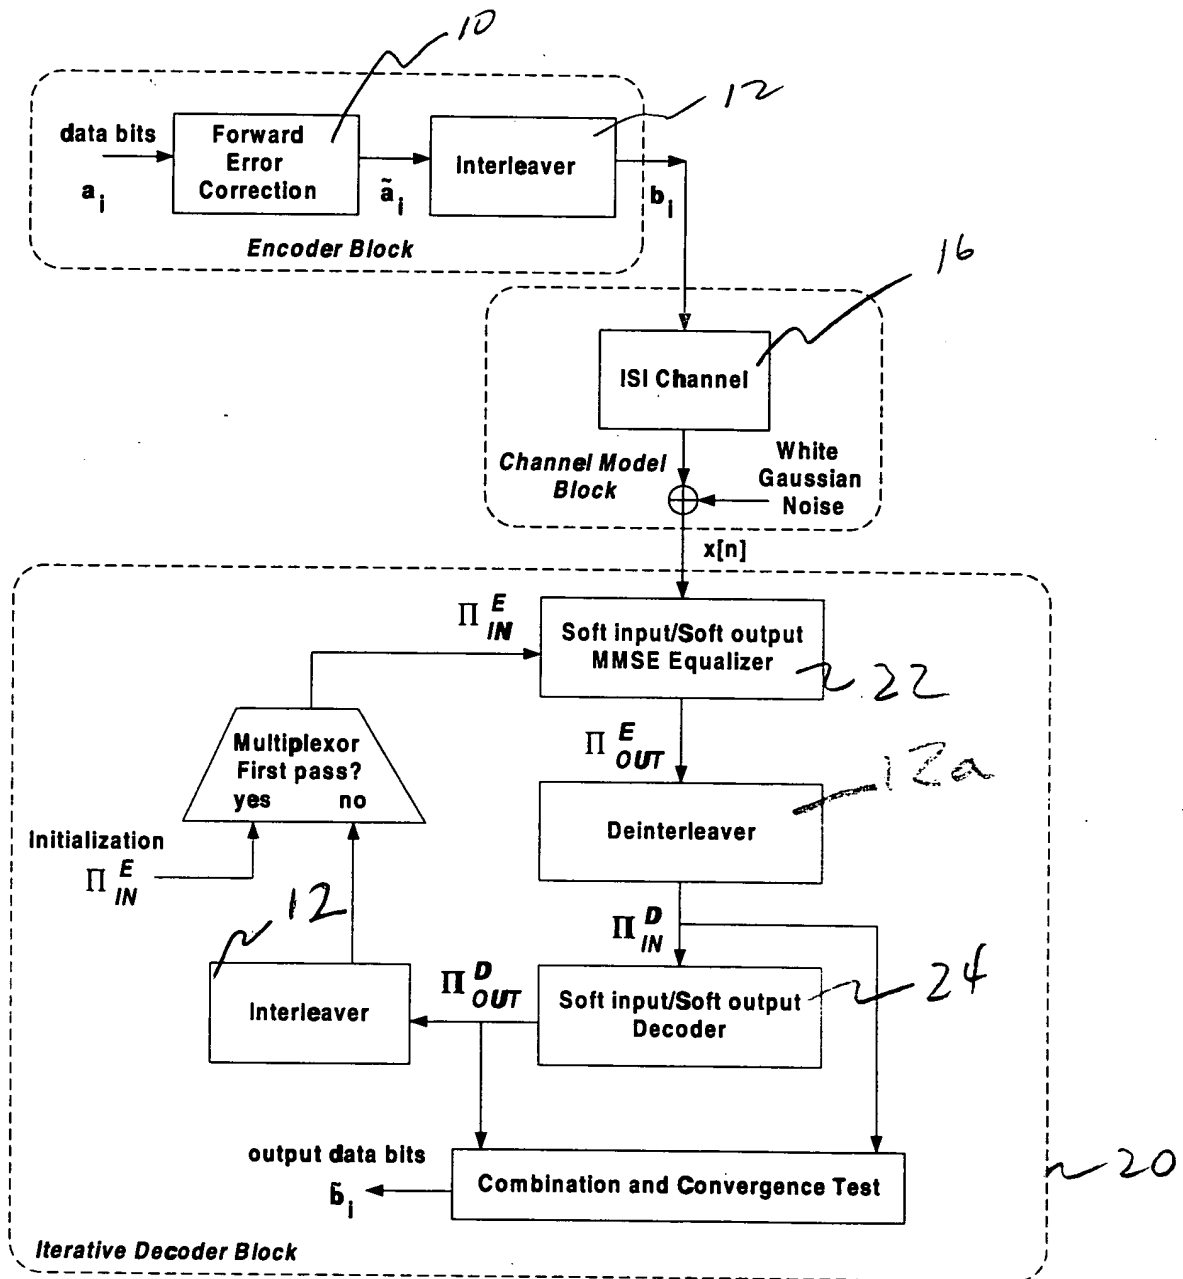 10
12
data bits
a_i
Forward
Error
Correction
ã_i
Interleaver
b_i
Encoder Block
16
ISI Channel
Channel Model
Block
White
Gaussian
Noise
x[n]
Π^E_IN
Soft input/Soft output
MMSE Equalizer
22
Multiplexor
First pass?
yes no
Π^E_OUT
12a
Deinterleaver
Initialization
Π^E_IN
12
Π^D_IN
24
Interleaver
Π^D_OUT
Soft input/Soft output
Decoder
output data bits
b̃_i
Combination and Convergence Test
20
Iterative Decoder Block